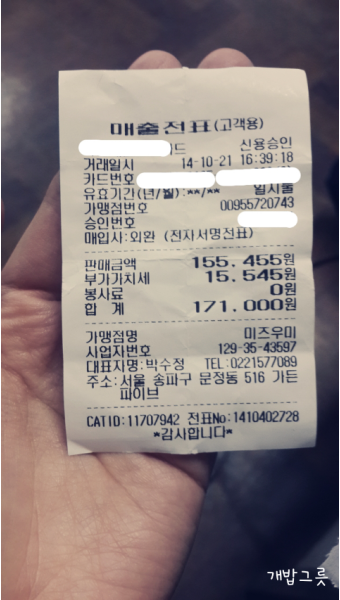 매출전표(고객용)
드 신용승인
거래일시 14-10-21 16:39:18
카드번호
유효기간(년/월):**/** 일시불
가맹점번호 00955720743
승인번호
매입사:외환 (전자서명전표)
판매금액 155.455원
부가가치세 15.545원
봉사료 0원
합 계 171.000원
가맹점명 미즈우미
사업자번호 129-35-43597
대표자명:박수정 TEL:0221577089
주소:서울 송파구 문정동 516 가든
파이브
CATID:11707942 전표No:1410402728
*감사합니다*
개밥그릇